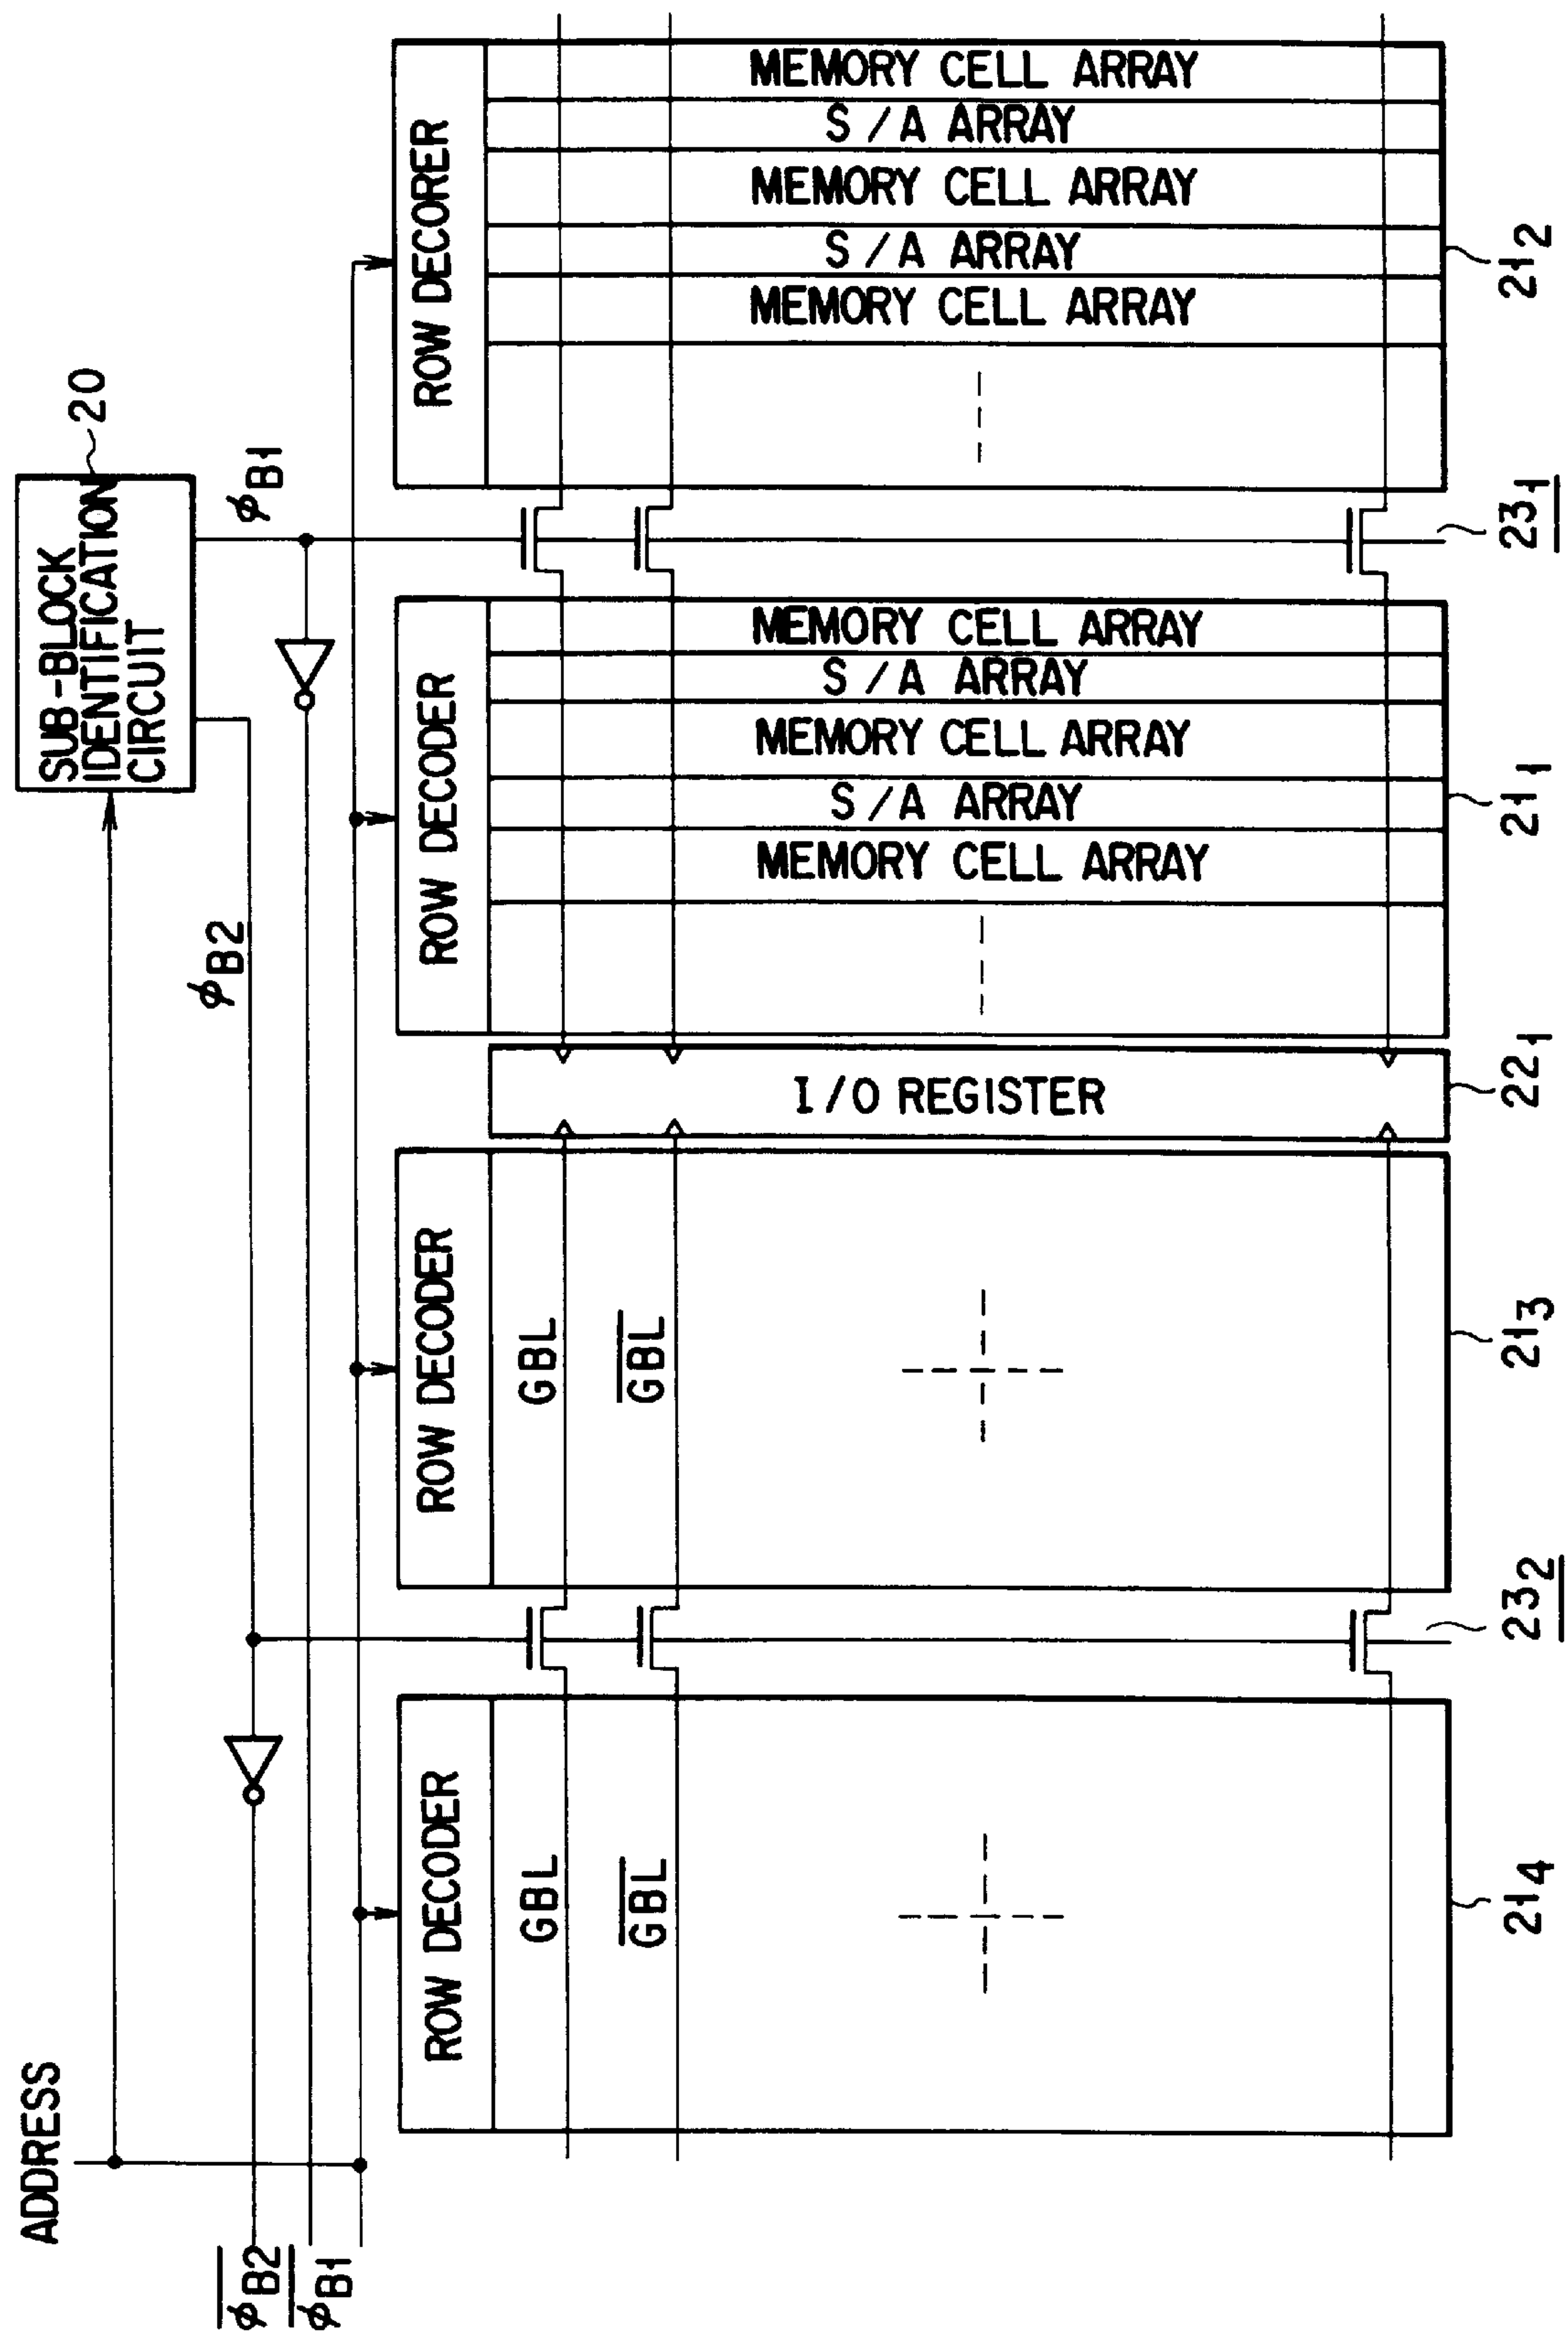 ADDRESS
SUB-BLOCK
IDENTIFICATION
CIRCUIT
20
φB2
φB1
φB2
φB1
ROW DECODER
ROW DECODER
ROW DECODER
ROW DECORER
GBL
GBL
GBL
GBL
I/O REGISTER
MEMORY CELL ARRAY
S/A ARRAY
MEMORY CELL ARRAY
S/A ARRAY
MEMORY CELL ARRAY
MEMORY CELL ARRAY
S/A ARRAY
MEMORY CELL ARRAY
S/A ARRAY
MEMORY CELL ARRAY
214
232
213
221
211
231
212